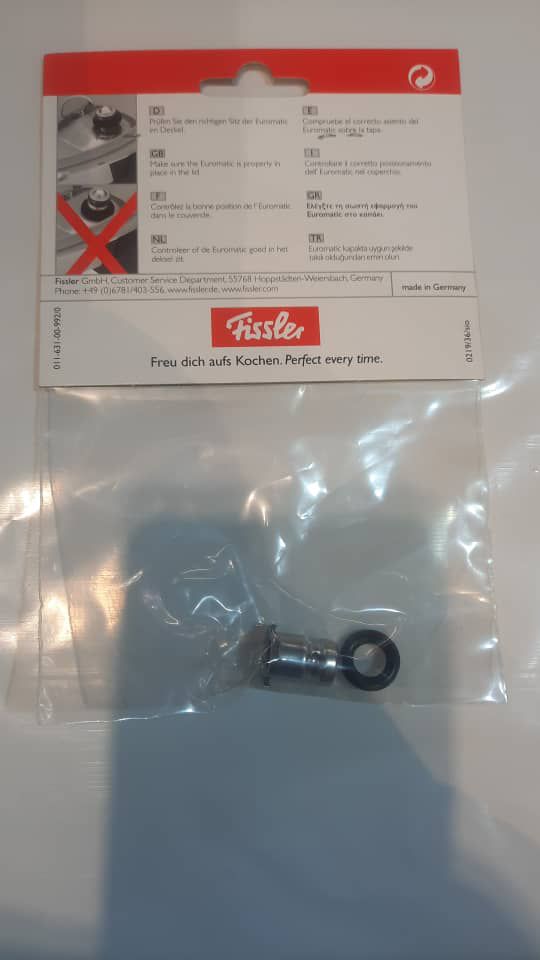 D
Prüfen Sie den richtigen Sitz der Euromatic
im Deckel.
GB
Make sure the Euromatic is properly in
place in the lid.
F
Contrôlez la bonne position de l'Euromatic
dans le couvercle.
NL
Controleer of de Euromatic goed in het
deksel zit.
E
Compruebe el correcto asiento del
Euromatic sobre la tapa.
I
Controllare il corretto posizionamento
dell'Euromatic nel coperchio.
GR
Ελέγξτε τη σωστή εφαρμογή του
Euromatic στο καπάκι.
TR
Euromatic kapakta uygun şekilde
takılı olduğundan emin olun.
Fissler GmbH, Customer Service Department, 55768 Hoppstädten-Weiersbach, Germany
Phone: +49 (0)6781/403-556, www.fissler.de, www.fissler.com
made in Germany
011-631-00-992/0
Fissler
Freu dich aufs Kochen. Perfect every time.